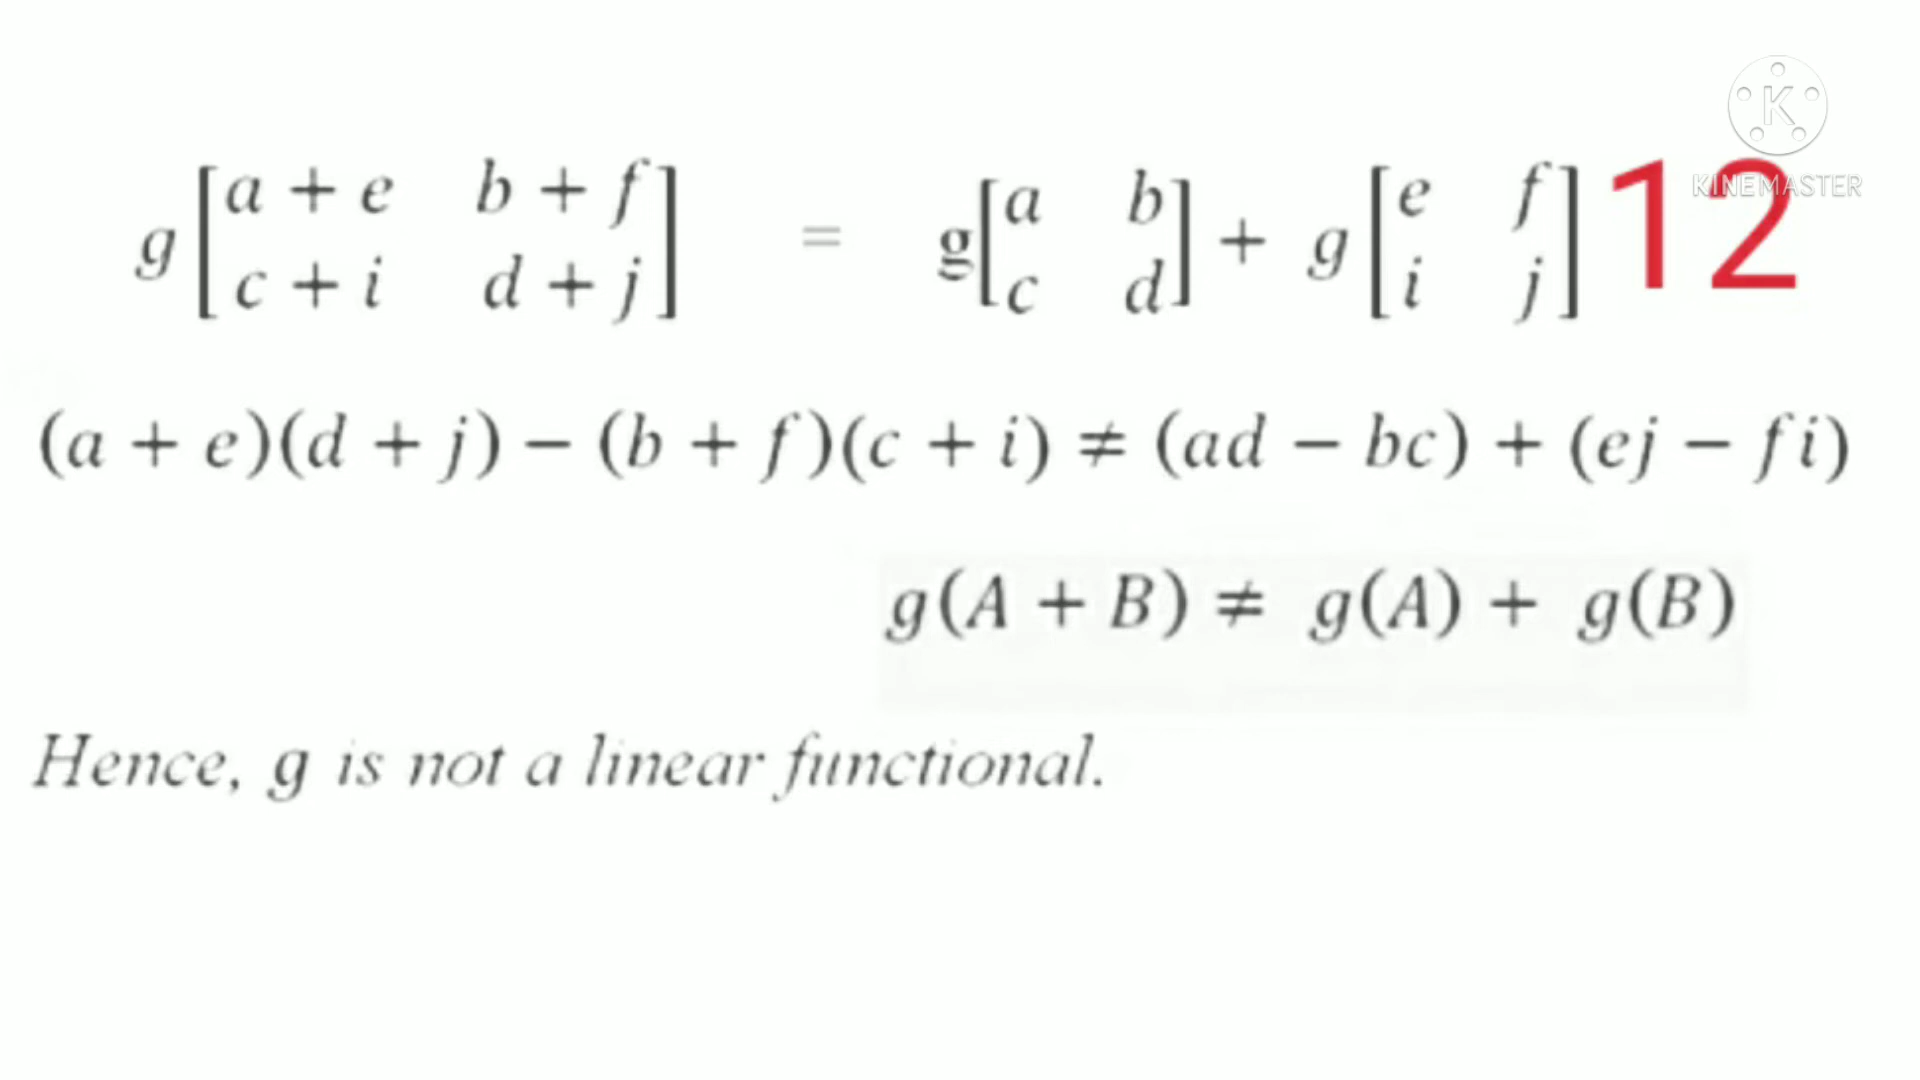 K
KINEMASTER
12
g[a + e b + f] = g[a b] + g[e f]
[c + i d + j] [c d] [i j]
(a + e)(d + j) − (b + f)(c + i) ≠ (ad − bc) + (ej − fi)
g(A + B) ≠ g(A) + g(B)
Hence, g is not a linear functional.